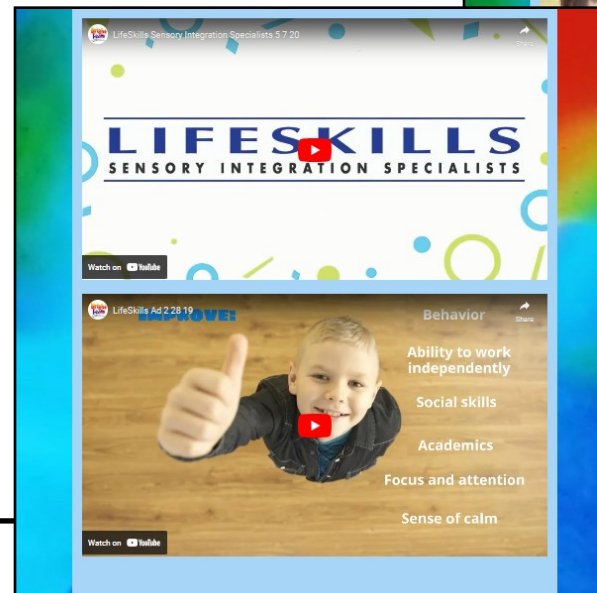 LifeSkills Sensory Integration Specialists 5 7 20
Share
LIFESKILLS
SENSORY INTEGRATION SPECIALISTS
Watch on YouTube
LifeSkills Ad 2 28 19
IMPROVE:
Share
Behavior
Ability to work
independently
Social skills
Academics
Focus and attention
Sense of calm
Watch on YouTube